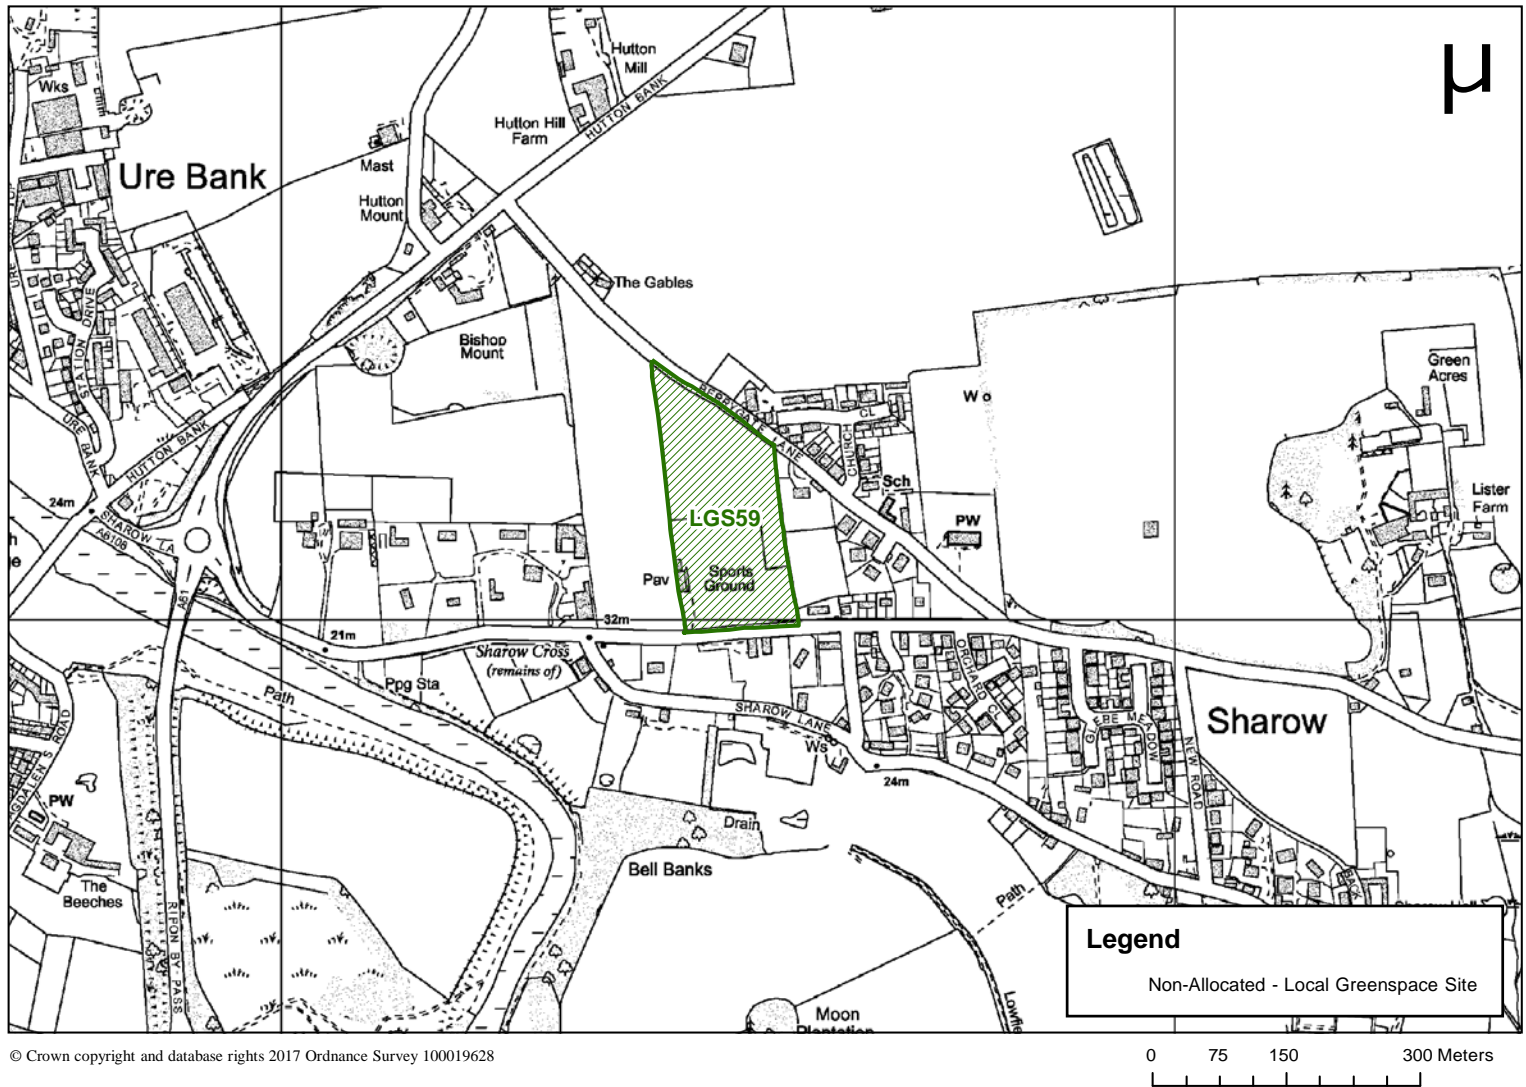 µ
Hutton
Mill
Wks
HUTTON BANK
Hutton Hill
Farm
Ure Bank
Mast
Hutton
Mount
The Gables
STATION DRIVE
Bishop
Mount
Green
Acres
BERRYGATE LANE
W
CL
CHURCH
URE BANK
HUTTON BANK
Sch
24m
Lister
Farm
LGS59
SHAROW LA
PW
A6108
Pav
Sports
Ground
A61
32m
21m
Sharow Cross
(remains of)
Ppg Sta
Path
ORCHARD
CL
SHAROW LANE
Sharow
GLEBE MEADOW
NEW ROAD
Ws
24m
PW
Drain
Bell Banks
The
Beeches
Path
BACK
RIPON BY-PASS
Legend
Non-Allocated - Local Greenspace Site
Moon
Plantation
© Crown copyright and database rights 2017 Ordnance Survey 100019628
0 75 150 300 Meters